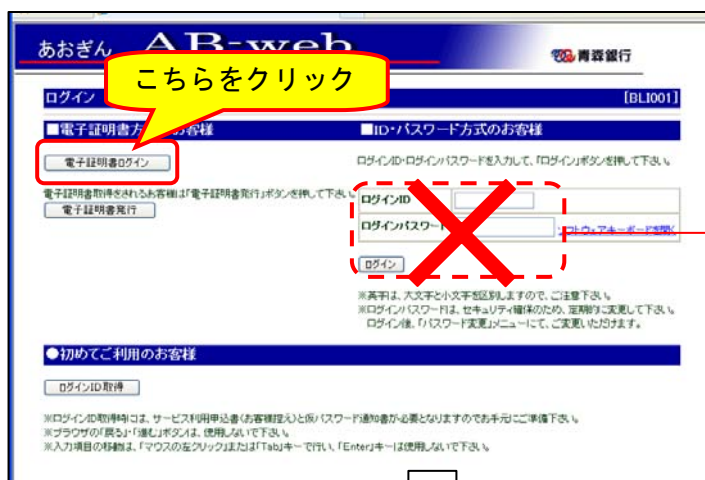 あおぎん AB-web
青森銀行
こちらをクリック
ログイン [BLI001]
■電子証明書方 お客様
■ID・パスワード方式のお客様
電子証明書ログイン
ログインID・ログインパスワードを入力して、「ログイン」ボタンを押して下さい。
電子証明書取得をされるお客様は「電子証明書発行」ボタンを押して下さい。
電子証明書発行
ログインID
ログインパスワード
ソフトウェアキーボードを開く
ログイン
※英字は、大文字と小文字を区別しますので、ご注意下さい。
※ログインパスワードは、セキュリティ確保のため、定期的に変更して下さい。
ログイン後、「パスワード変更」メニューにて、ご変更いただけます。
●初めてご利用のお客様
ログインID取得
※ログインID取得時には、サービス利用申込書(お客様控え)と仮パスワード通知書が必要となりますのでお手元にご準備下さい。
※ブラウザの「戻る」・「進む」ボタンは、使用しないで下さい。
※入力項目の移動は、「マウスの左クリック」または「Tab」キーで行い、「Enter」キーは使用しないで下さい。